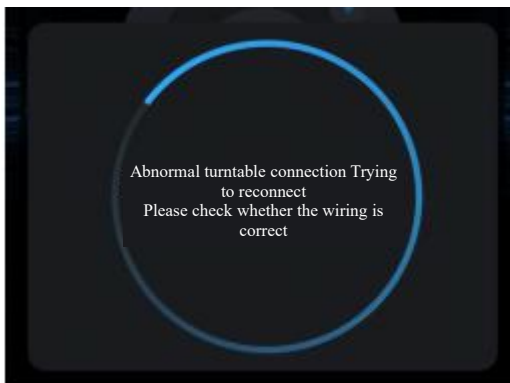 Abnormal turntable connection Trying
to reconnect
Please check whether the wiring is
correct